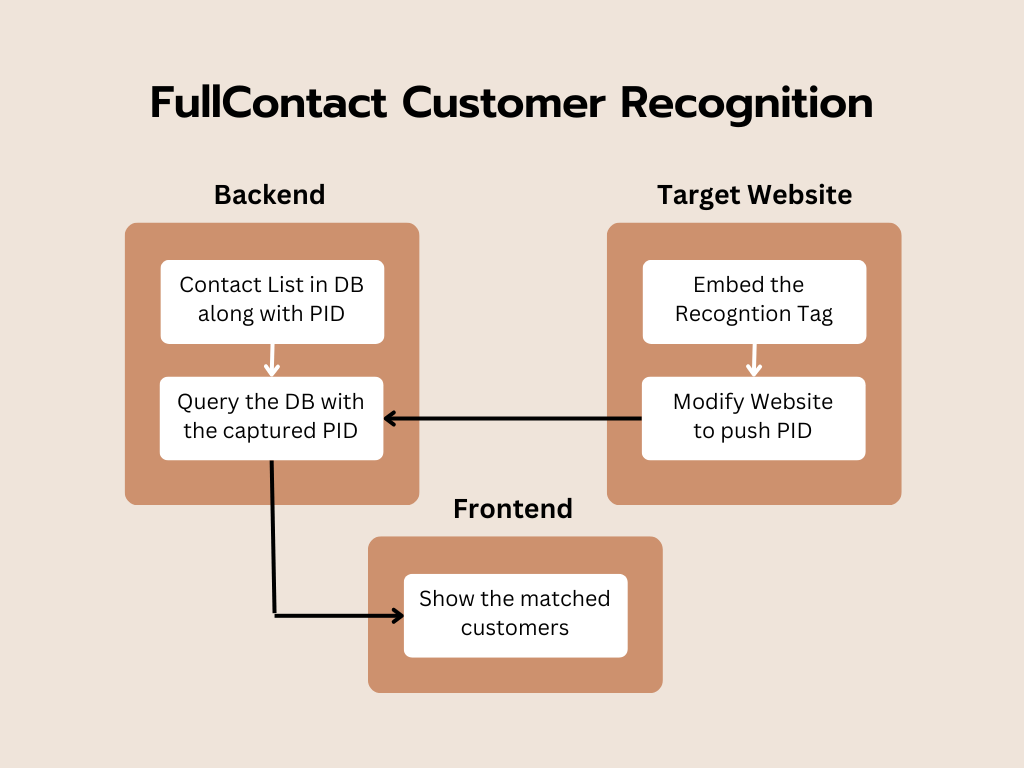 FullContact Customer Recognition
Backend
Contact List in DB
along with PID
Query the DB with
the captured PID
Target Website
Embed the
Recogntion Tag
Modify Website
to push PID
Frontend
Show the matched
customers